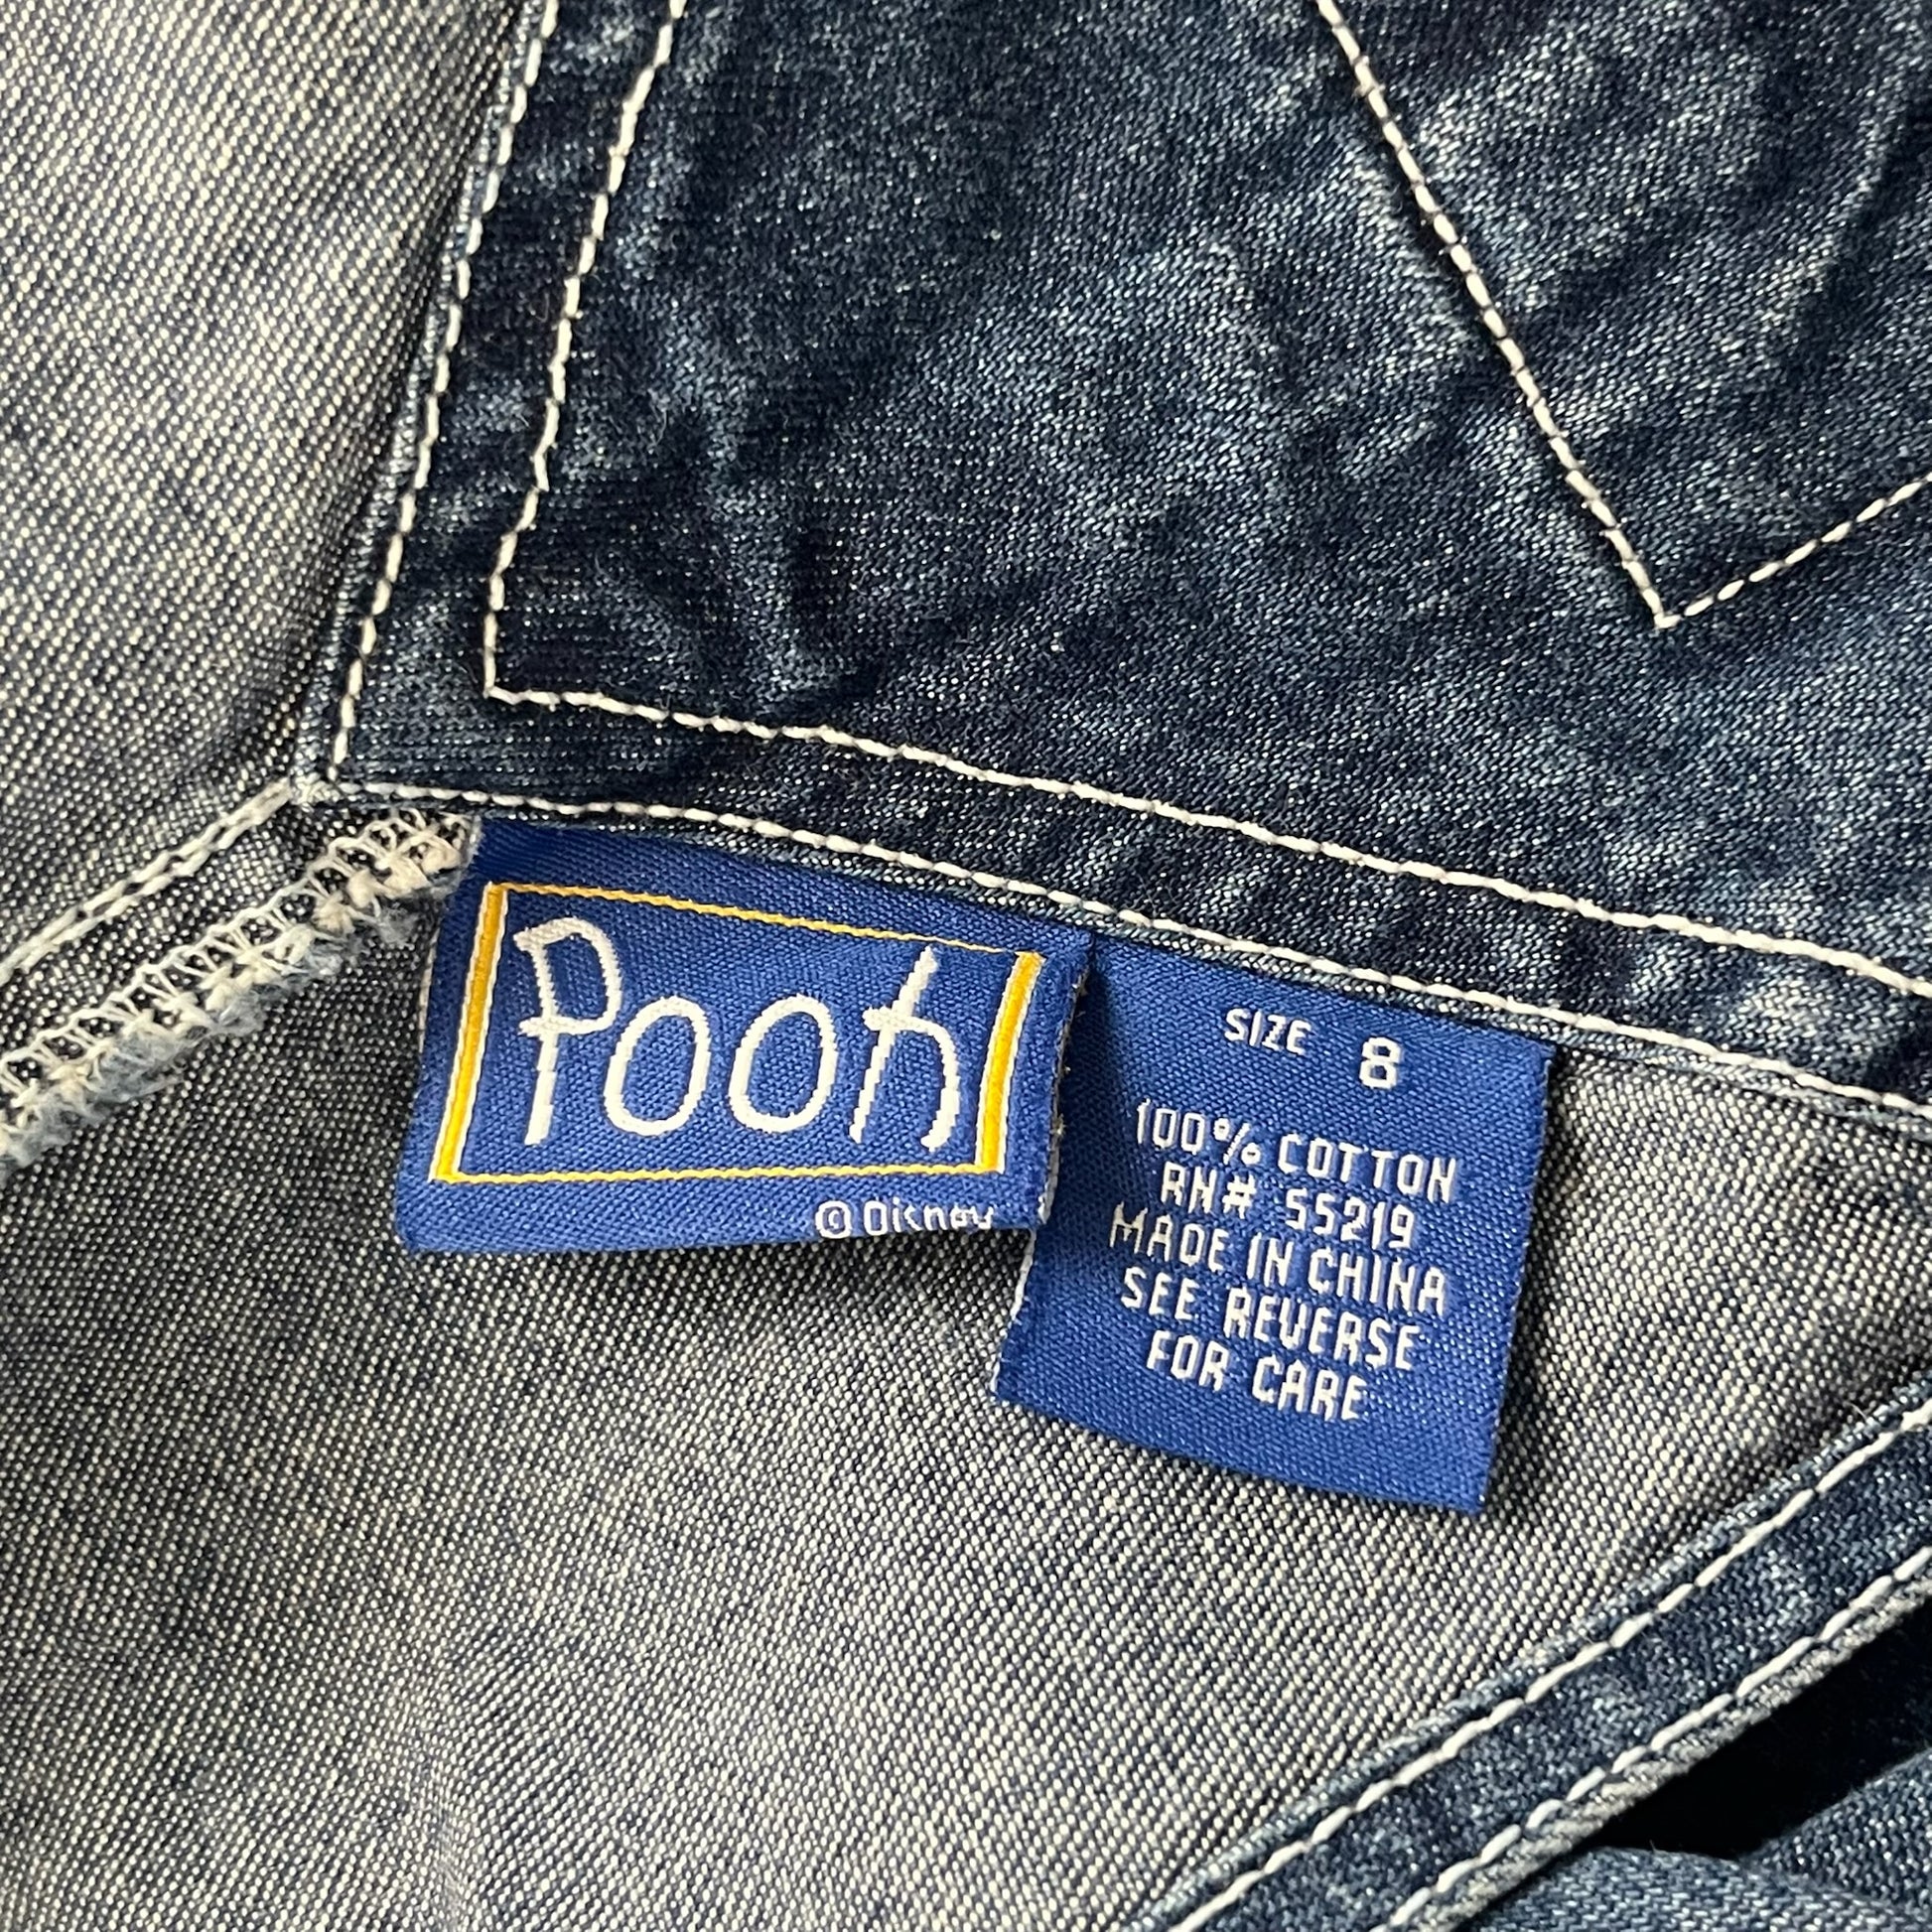 Pooh
© Disney
SIZE 8
100% COTTON
RN# 55219
MADE IN CHINA
SEE REVERSE
FOR CARE